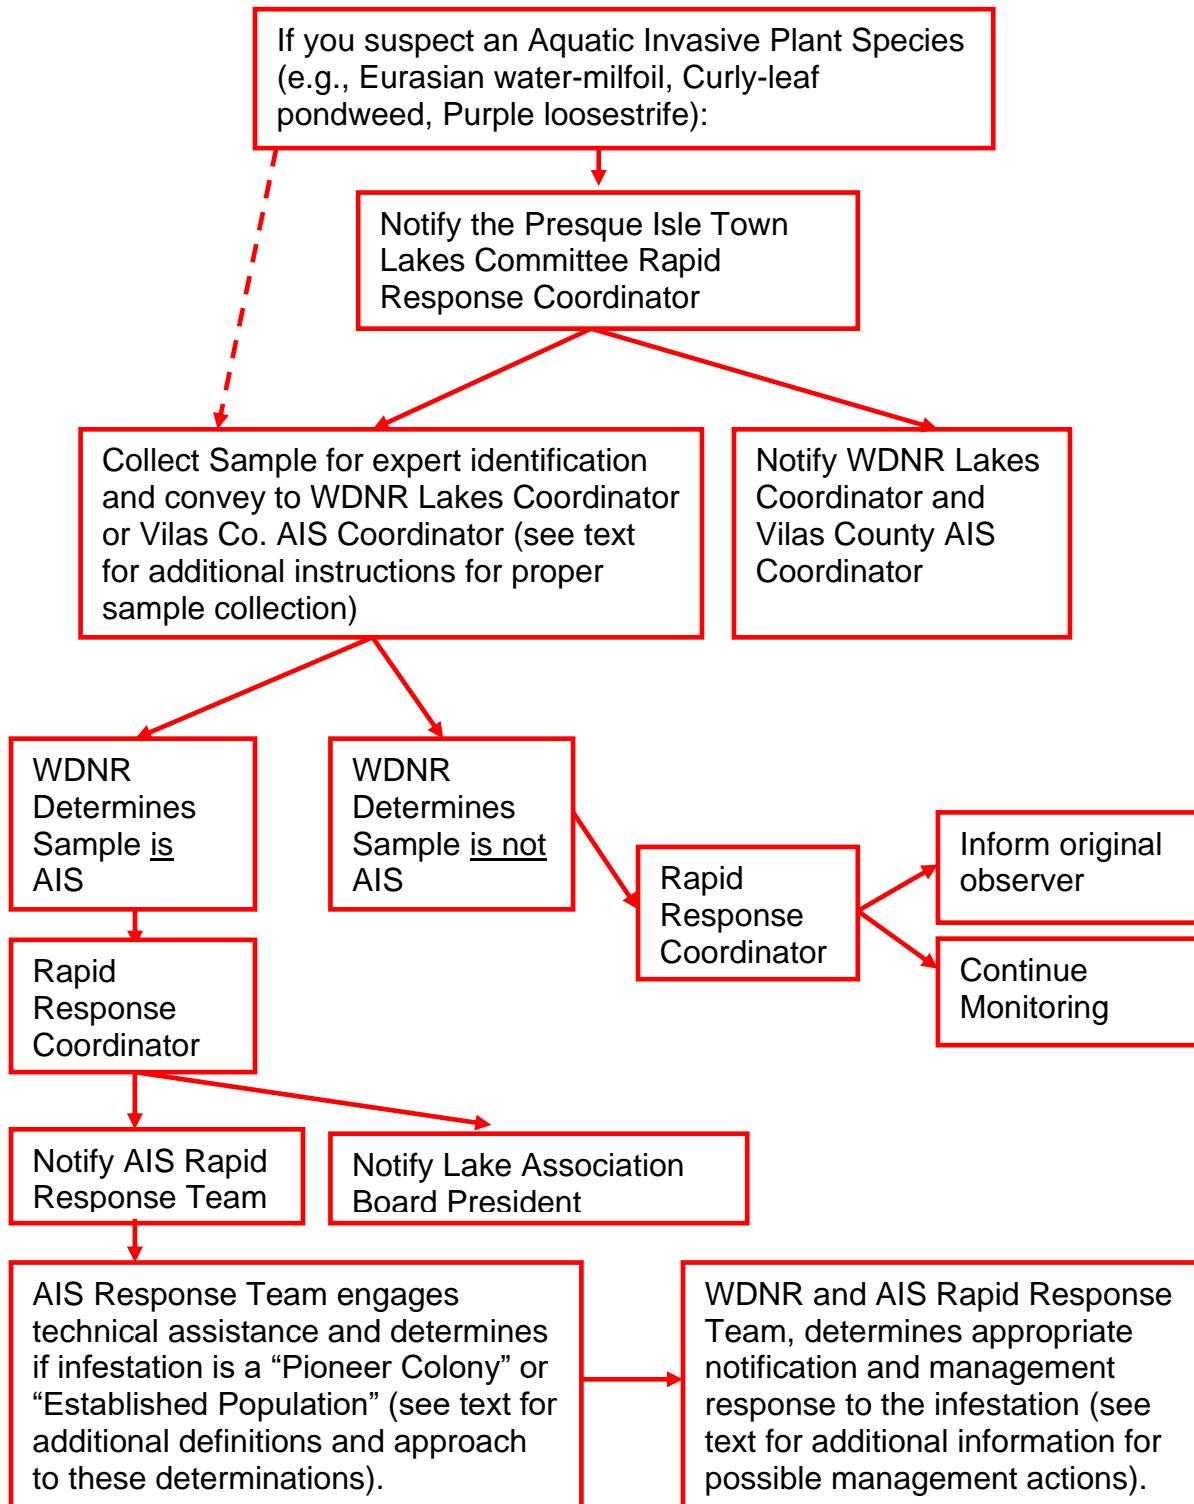 If you suspect an Aquatic Invasive Plant Species
(e.g., Eurasian water-milfoil, Curly-leaf
pondweed, Purple loosestrife):
Notify the Presque Isle Town
Lakes Committee Rapid
Response Coordinator
Collect Sample for expert identification
and convey to WDNR Lakes Coordinator
or Vilas Co. AIS Coordinator (see text
for additional instructions for proper
sample collection)
Notify WDNR Lakes
Coordinator and
Vilas County AIS
Coordinator
WDNR
Determines
Sample is
AIS
WDNR
Determines
Sample is not
AIS
Rapid
Response
Coordinator
Inform original
observer
Continue
Monitoring
Rapid
Response
Coordinator
Notify AIS Rapid
Response Team
Notify Lake Association
Board President
AIS Response Team engages
technical assistance and determines
if infestation is a “Pioneer Colony” or
“Established Population” (see text for
additional definitions and approach
to these determinations).
WDNR and AIS Rapid Response
Team, determines appropriate
notification and management
response to the infestation (see
text for additional information for
possible management actions).